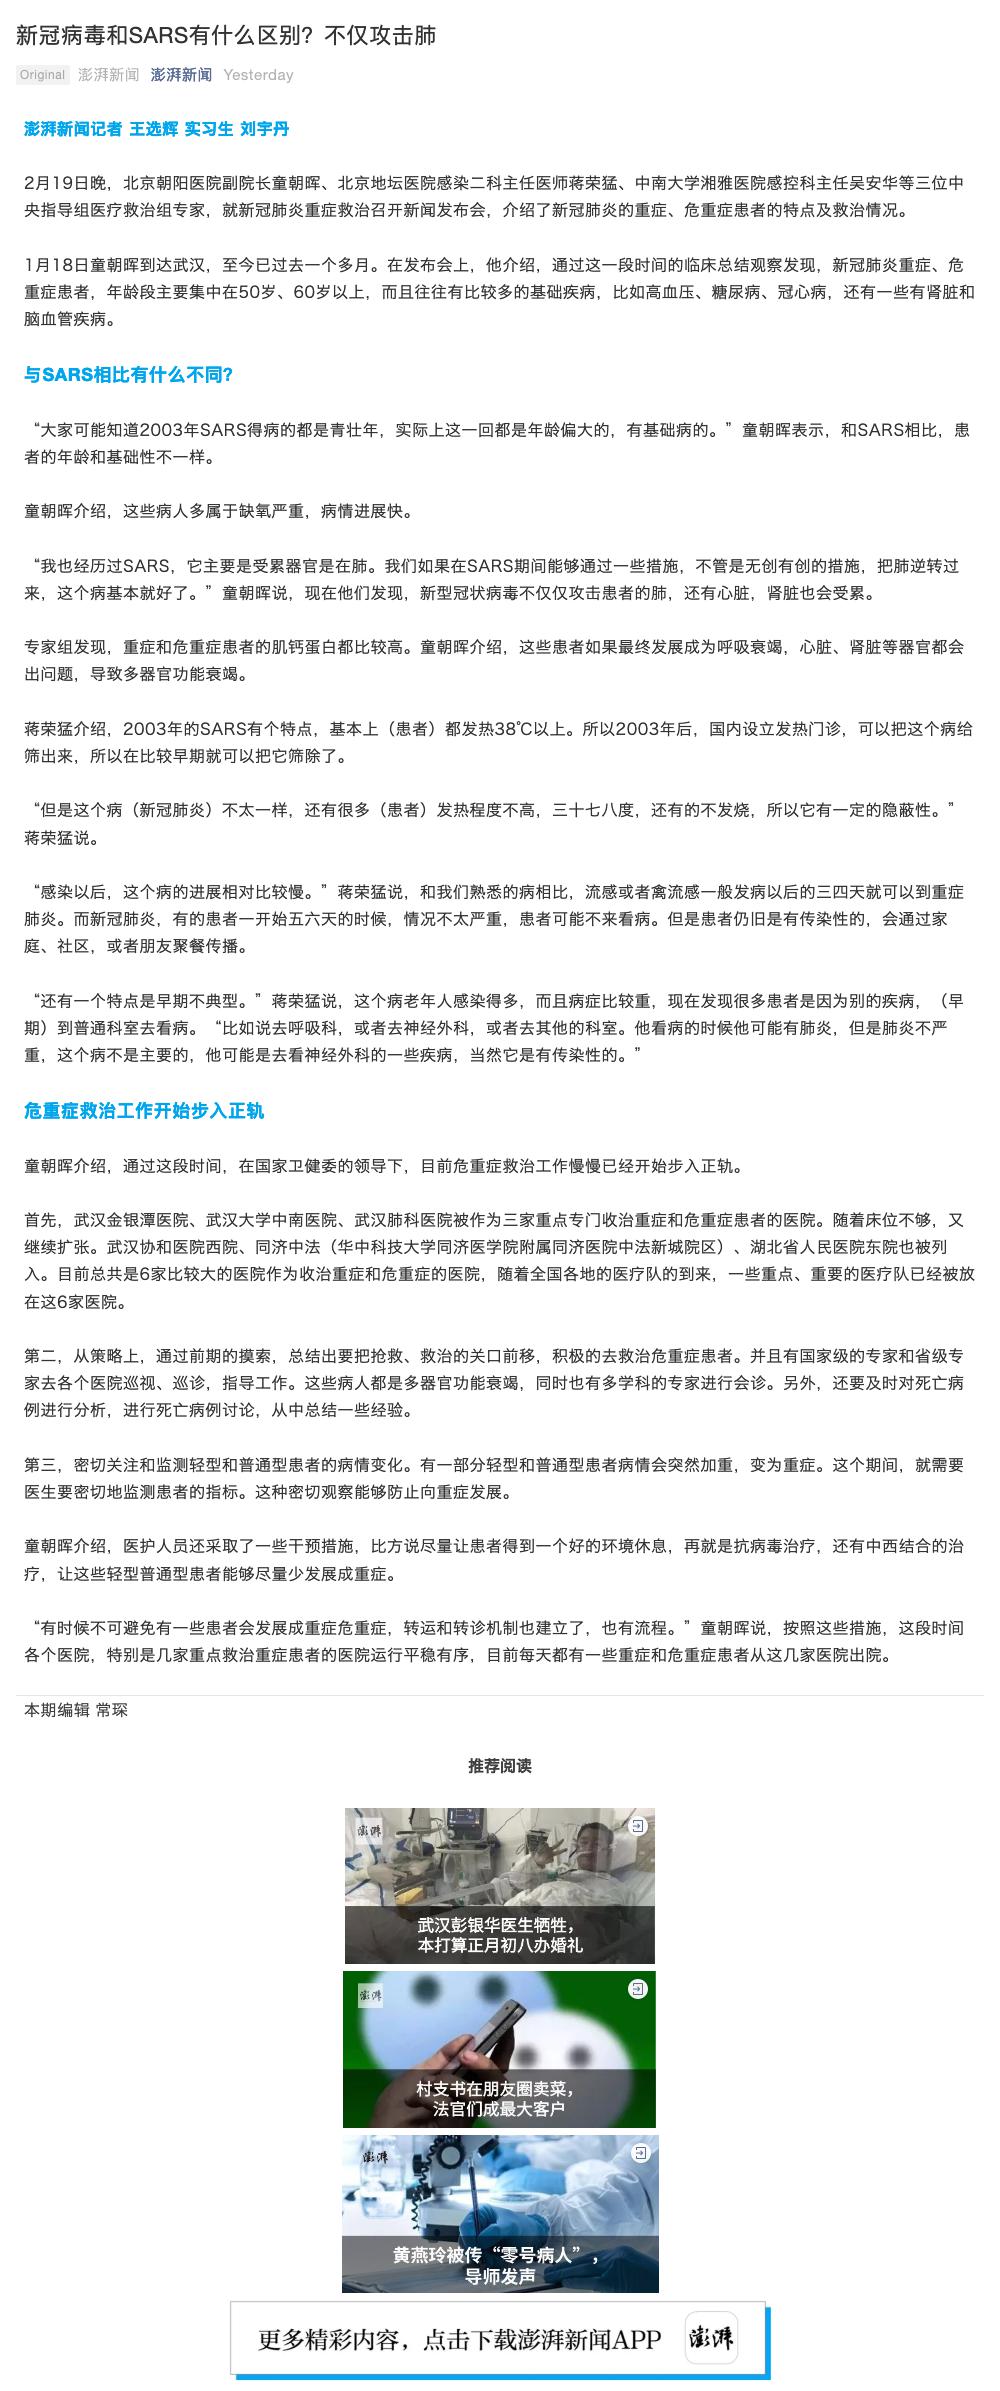 新冠病毒和SARS有什么区别？不仅攻击肺
Original 澎湃新闻 澎湃新闻 Yesterday
澎湃新闻记者 王选辉 实习生 刘宇丹
2月19日晚，北京朝阳医院副院长童朝晖、北京地坛医院感染二科主任医师蒋荣猛、中南大学湘雅医院感控科主任吴安华等三位中
央指导组医疗救治组专家，就新冠肺炎重症救治召开新闻发布会，介绍了新冠肺炎的重症、危重症患者的特点及救治情况。
1月18日童朝晖到达武汉，至今已过去一个多月。在发布会上，他介绍，通过这一段时间的临床总结观察发现，新冠肺炎重症、危
重症患者，年龄段主要集中在50岁、60岁以上，而且往往有比较多的基础疾病，比如高血压、糖尿病、冠心病，还有一些有肾脏和
脑血管疾病。
与SARS相比有什么不同？
“大家可能知道2003年SARS得病的都是青壮年，实际上这一回都是年龄偏大的，有基础病的。”童朝晖表示，和SARS相比，患
者的年龄和基础性不一样。
童朝晖介绍，这些病人多属于缺氧严重，病情进展快。
“我也经历过SARS，它主要是受累器官是在肺。我们如果在SARS期间能够通过一些措施，不管是无创有创的措施，把肺逆转过
来，这个病基本就好了。”童朝晖说，现在他们发现，新型冠状病毒不仅仅攻击患者的肺，还有心脏，肾脏也会受累。
专家组发现，重症和危重症患者的肌钙蛋白都比较高。童朝晖介绍，这些患者如果最终发展成为呼吸衰竭，心脏、肾脏等器官都会
出问题，导致多器官功能衰竭。
蒋荣猛介绍，2003年的SARS有个特点，基本上（患者）都发热38℃以上。所以2003年后，国内设立发热门诊，可以把这个病给
筛出来，所以在比较早期就可以把它筛除了。
“但是这个病（新冠肺炎）不太一样，还有很多（患者）发热程度不高，三十七八度，还有的不发烧，所以它有一定的隐蔽性。”
蒋荣猛说。
“感染以后，这个病的进展相对比较慢。”蒋荣猛说，和我们熟悉的病相比，流感或者禽流感一般发病以后的三四天就可以到重症
肺炎。而新冠肺炎，有的患者一开始五六天的时候，情况不太严重，患者可能不来看病。但是患者仍旧是有传染性的，会通过家
庭、社区，或者朋友聚餐传播。
“还有一个特点是早期不典型。”蒋荣猛说，这个病老年人感染得多，而且病症比较重，现在发现很多患者是因为别的疾病，（早
期）到普通科室去看病。“比如说去呼吸科，或者去神经外科，或者去其他的科室。他看病的时候他可能有肺炎，但是肺炎不严
重，这个病不是主要的，他可能是去看神经外科的一些疾病，当然它是有传染性的。”
危重症救治工作开始步入正轨
童朝晖介绍，通过这段时间，在国家卫健委的领导下，目前危重症救治工作慢慢已经开始步入正轨。
首先，武汉金银潭医院、武汉大学中南医院、武汉肺科医院被作为三家重点专门收治重症和危重症患者的医院。随着床位不够，又
继续扩张。武汉协和医院西院、同济中法（华中科技大学同济医学院附属同济医院中法新城院区）、湖北省人民医院东院也被列
入。目前总共是6家比较大的医院作为收治重症和危重症的医院，随着全国各地的医疗队的到来，一些重点、重要的医疗队已经被放
在这6家医院。
第二，从策略上，通过前期的摸索，总结出要把抢救、救治的关口前移，积极的去救治危重症患者。并且有国家级的专家和省级专
家去各个医院巡视、巡诊，指导工作。这些病人都是多器官功能衰竭，同时也有多学科的专家进行会诊。另外，还要及时对死亡病
例进行分析，进行死亡病例讨论，从中总结一些经验。
第三，密切关注和监测轻型和普通型患者的病情变化。有一部分轻型和普通型患者病情会突然加重，变为重症。这个期间，就需要
医生要密切地监测患者的指标。这种密切观察能够防止向重症发展。
童朝晖介绍，医护人员还采取了一些干预措施，比方说尽量让患者得到一个好的环境休息，再就是抗病毒治疗，还有中西结合的治
疗，让这些轻型普通型患者能够尽量少发展成重症。
“有时候不可避免有一些患者会发展成重症危重症，转运和转诊机制也建立了，也有流程。”童朝晖说，按照这些措施，这段时间
各个医院，特别是几家重点救治重症患者的医院运行平稳有序，目前每天都有一些重症和危重症患者从这几家医院出院。
本期编辑 常琛
推荐阅读
澎湃
武汉彭银华医生牺牲，
本打算正月初八办婚礼
澎湃
村支书在朋友圈卖菜，
法官们成最大客户
澎湃
黄燕玲被传“零号病人”，
导师发声
更多精彩内容，点击下载澎湃新闻APP 澎湃